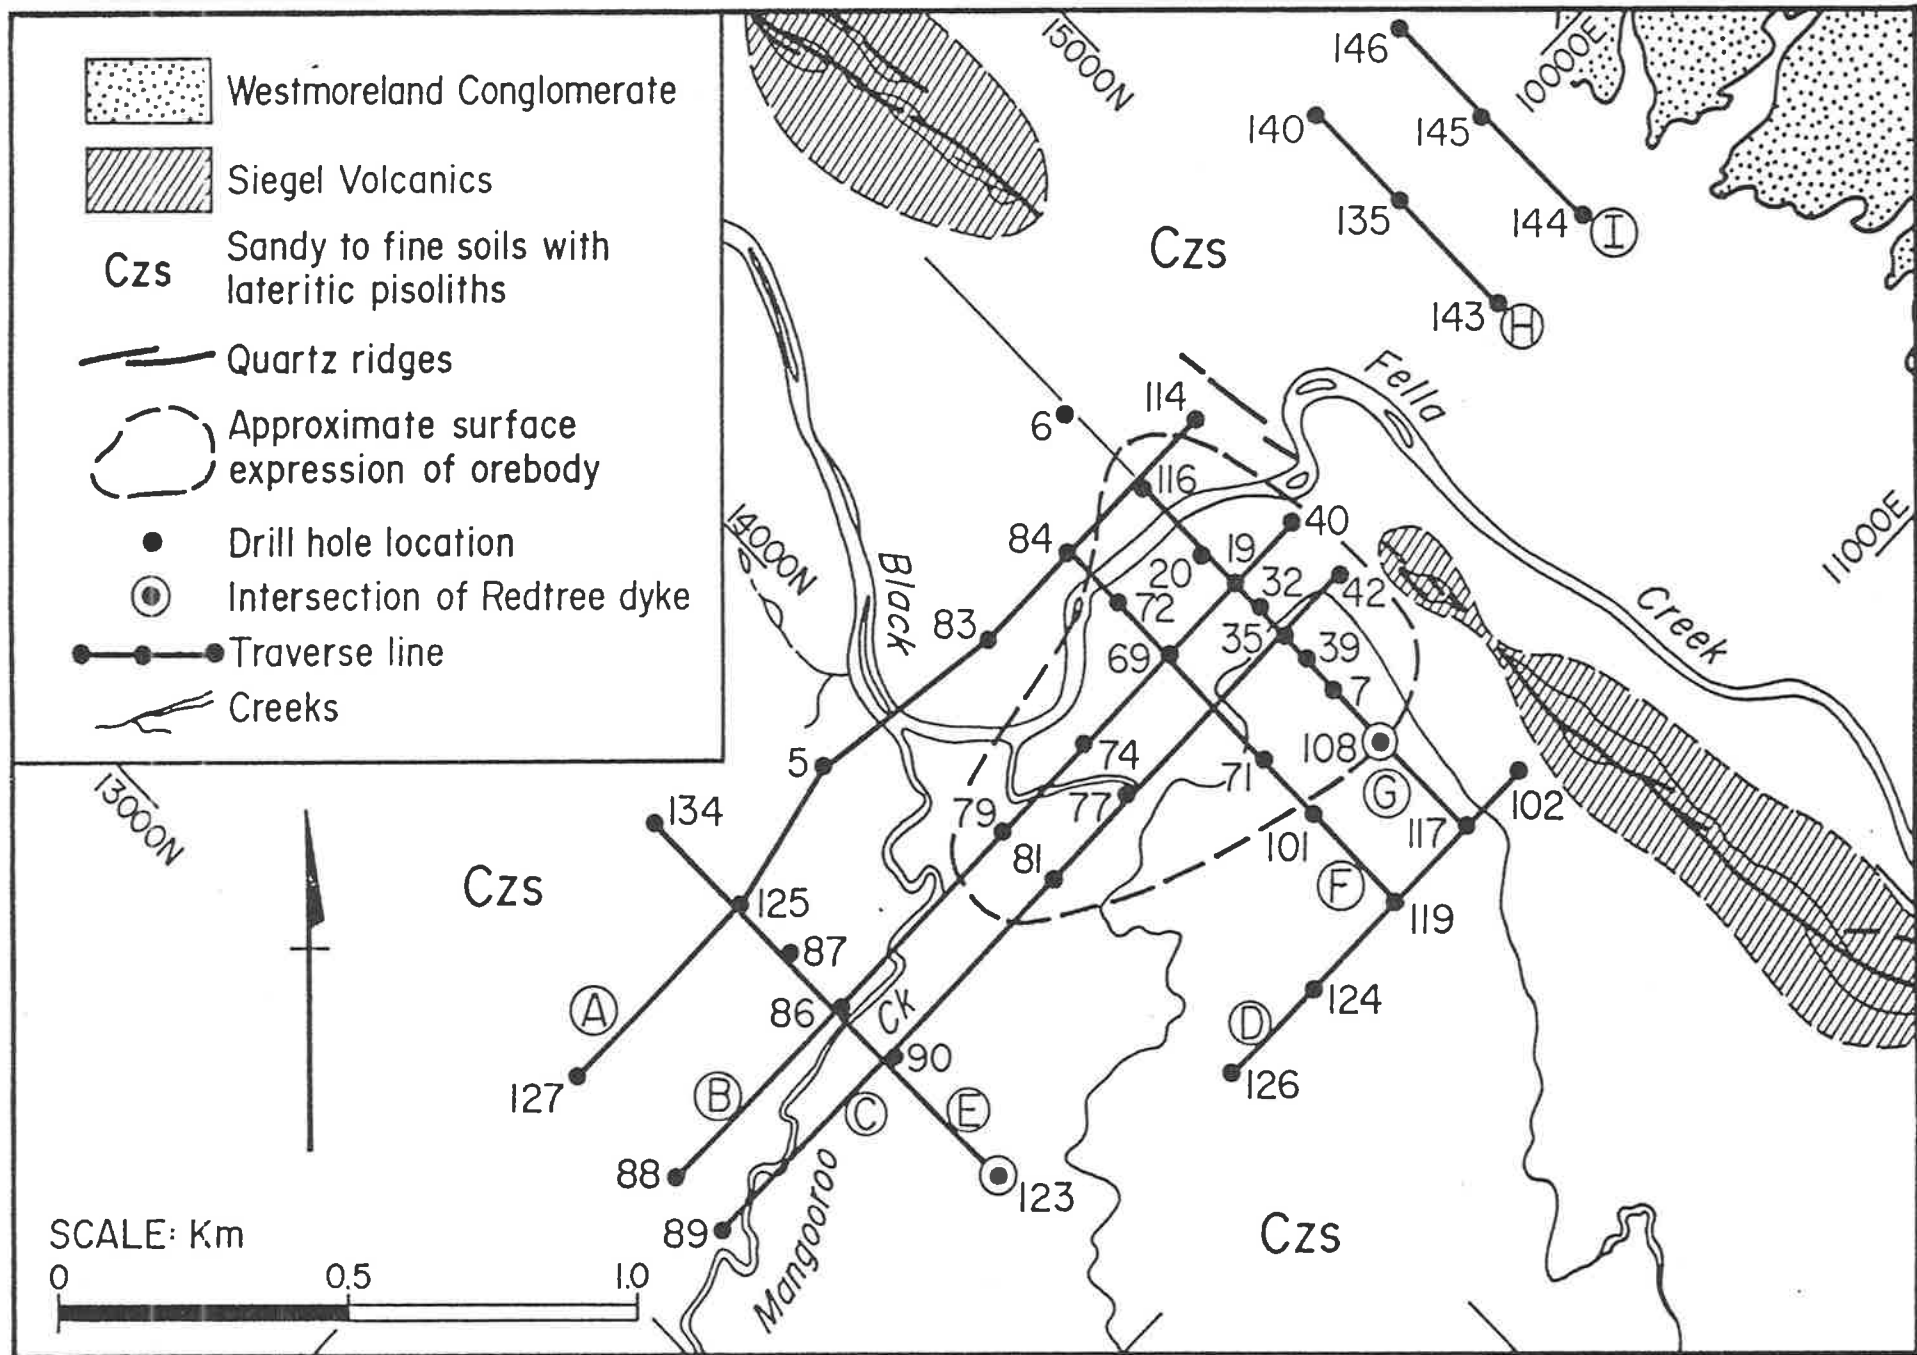 Westmoreland Conglomerate
Siegel Volcanics
Czs
Sandy to fine soils with
lateritic pisoliths
Quartz ridges
Approximate surface
expression of orebody
Drill hole location
Intersection of Redtree dyke
Traverse line
Creeks
15000N
10000E
14000N
13000N
11000E
146
145
144
I
140
135
143
H
Czs
Fella
Creek
6
114
116
84
83
5
40
19
20
32
42
72
35
39
69
7
108
G
74
71
79
77
81
101
102
117
F
119
124
D
126
Black
134
Czs
125
87
A
86
Ck
90
127
B
C
E
88
123
89
Mangooroo
Czs
SCALE: Km
0
0.5
1.0